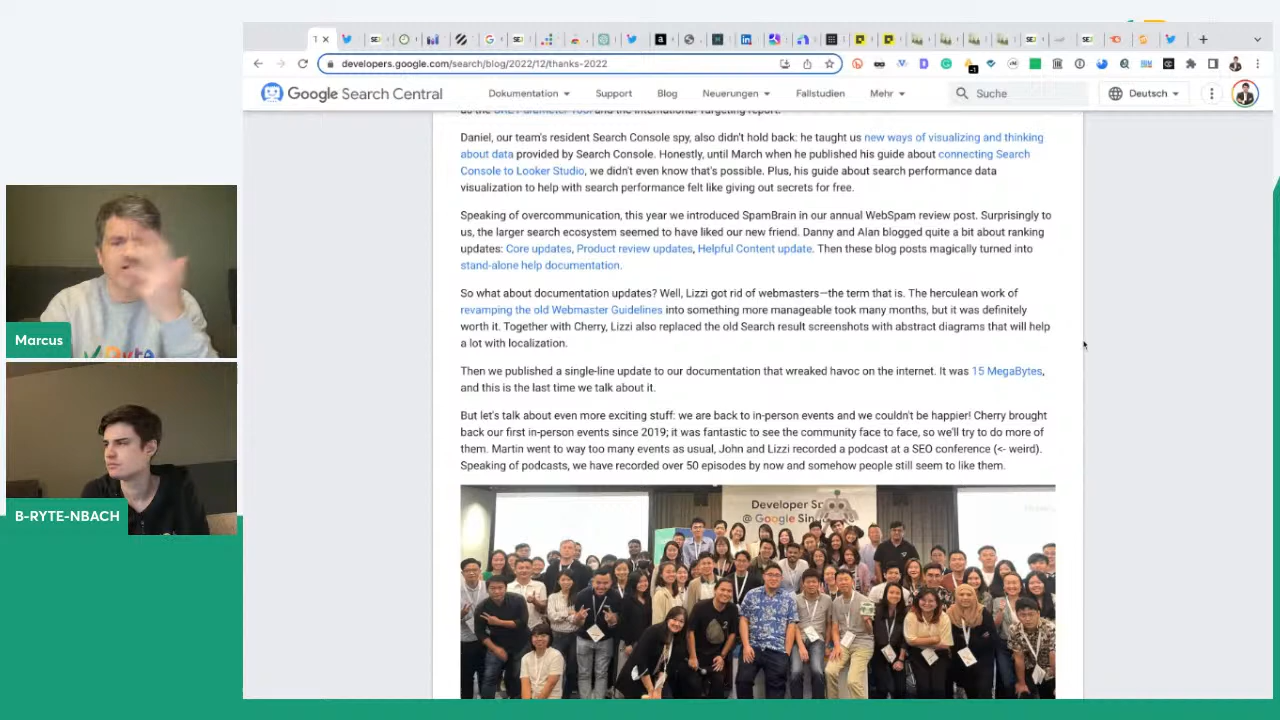 developers.google.com/search/blog/2022/12/thanks-2022
Google Search Central
Dokumentation
Support
Blog
Neuerungen
Fallstudien
Mehr
Suche
Deutsch
Daniel, our team's resident Search Console spy, also didn't hold back: he taught us new ways of visualizing and thinking
about data provided by Search Console. Honestly, until March when he published his guide about connecting Search
Console to Looker Studio, we didn't even know that's possible. Plus, his guide about search performance data
visualization to help with search performance felt like giving out secrets for free.
Speaking of overcommunication, this year we introduced SpamBrain in our annual WebSpam review post. Surprisingly to
us, the larger search ecosystem seemed to have liked our new friend. Danny and Alan blogged quite a bit about ranking
updates: Core updates, Product review updates, Helpful Content update. Then these blog posts magically turned into
stand-alone help documentation.
So what about documentation updates? Well, Lizzi got rid of webmasters—the term that is. The herculean work of
revamping the old Webmaster Guidelines into something more manageable took many months, but it was definitely
worth it. Together with Cherry, Lizzi also replaced the old Search result screenshots with abstract diagrams that will help
a lot with localization.
Then we published a single-line update to our documentation that wreaked havoc on the internet. It was 15 MegaBytes,
and this is the last time we talk about it.
But let's talk about even more exciting stuff: we are back to in-person events and we couldn't be happier! Cherry brought
back our first in-person events since 2019; it was fantastic to see the community face to face, so we'll try to do more of
them. Martin went to way too many events as usual, John and Lizzi recorded a podcast at a SEO conference (<- weird).
Speaking of podcasts, we have recorded over 50 episodes by now and somehow people still seem to like them.
Developer
@ Google
Marcus
B-RYTE-NBACH